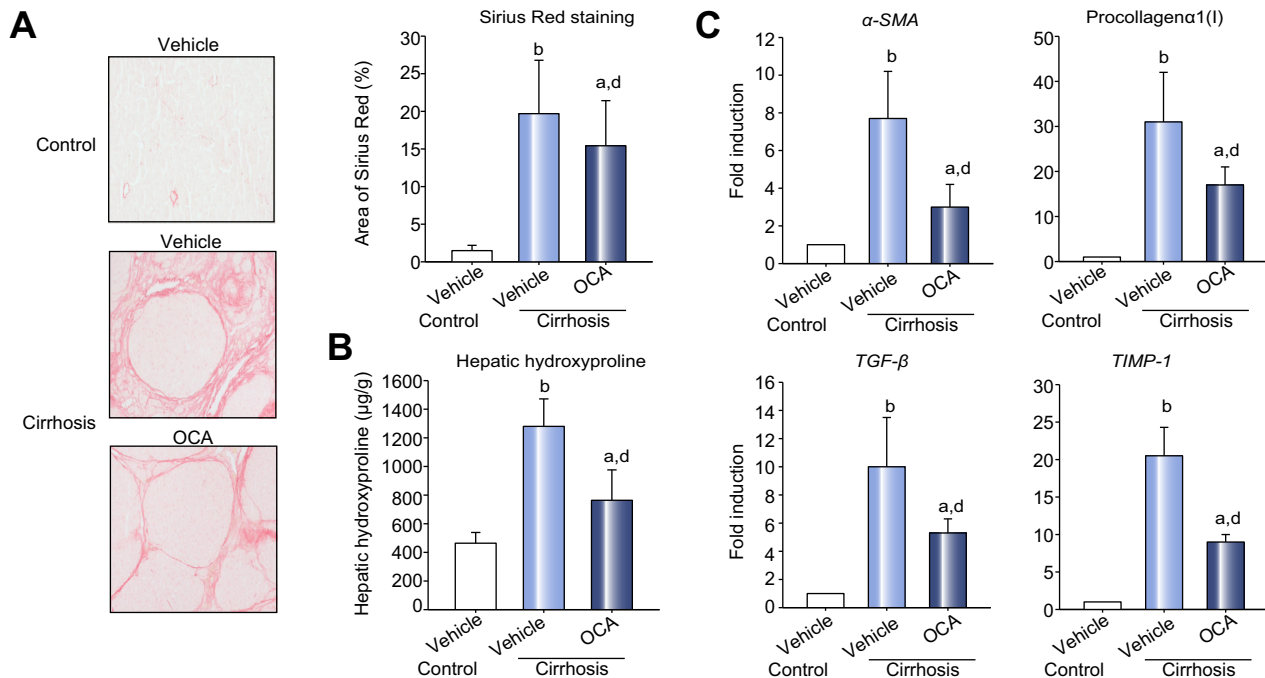 A
Vehicle
Control
Vehicle
Cirrhosis
OCA
Sirius Red staining
Area of Sirius Red (%)
30
25
20
15
10
5
0
b
a,d
Vehicle
Vehicle
OCA
Control
Cirrhosis
B
Hepatic hydroxyproline
Hepatic hydroxyproline (µg/g)
1600
1400
1200
1000
800
600
400
200
0
b
a,d
Vehicle
Vehicle
OCA
Control
Cirrhosis
C
α-SMA
Fold induction
12
10
8
6
4
2
0
b
a,d
Vehicle
Vehicle
OCA
Control
Cirrhosis
Procollagenα1(I)
50
40
30
20
10
0
b
a,d
Vehicle
Vehicle
OCA
Control
Cirrhosis
TGF-β
Fold induction
16
14
12
10
8
6
4
2
0
b
a,d
Vehicle
Vehicle
OCA
Control
Cirrhosis
TIMP-1
30
25
20
15
10
5
0
b
a,d
Vehicle
Vehicle
OCA
Control
Cirrhosis